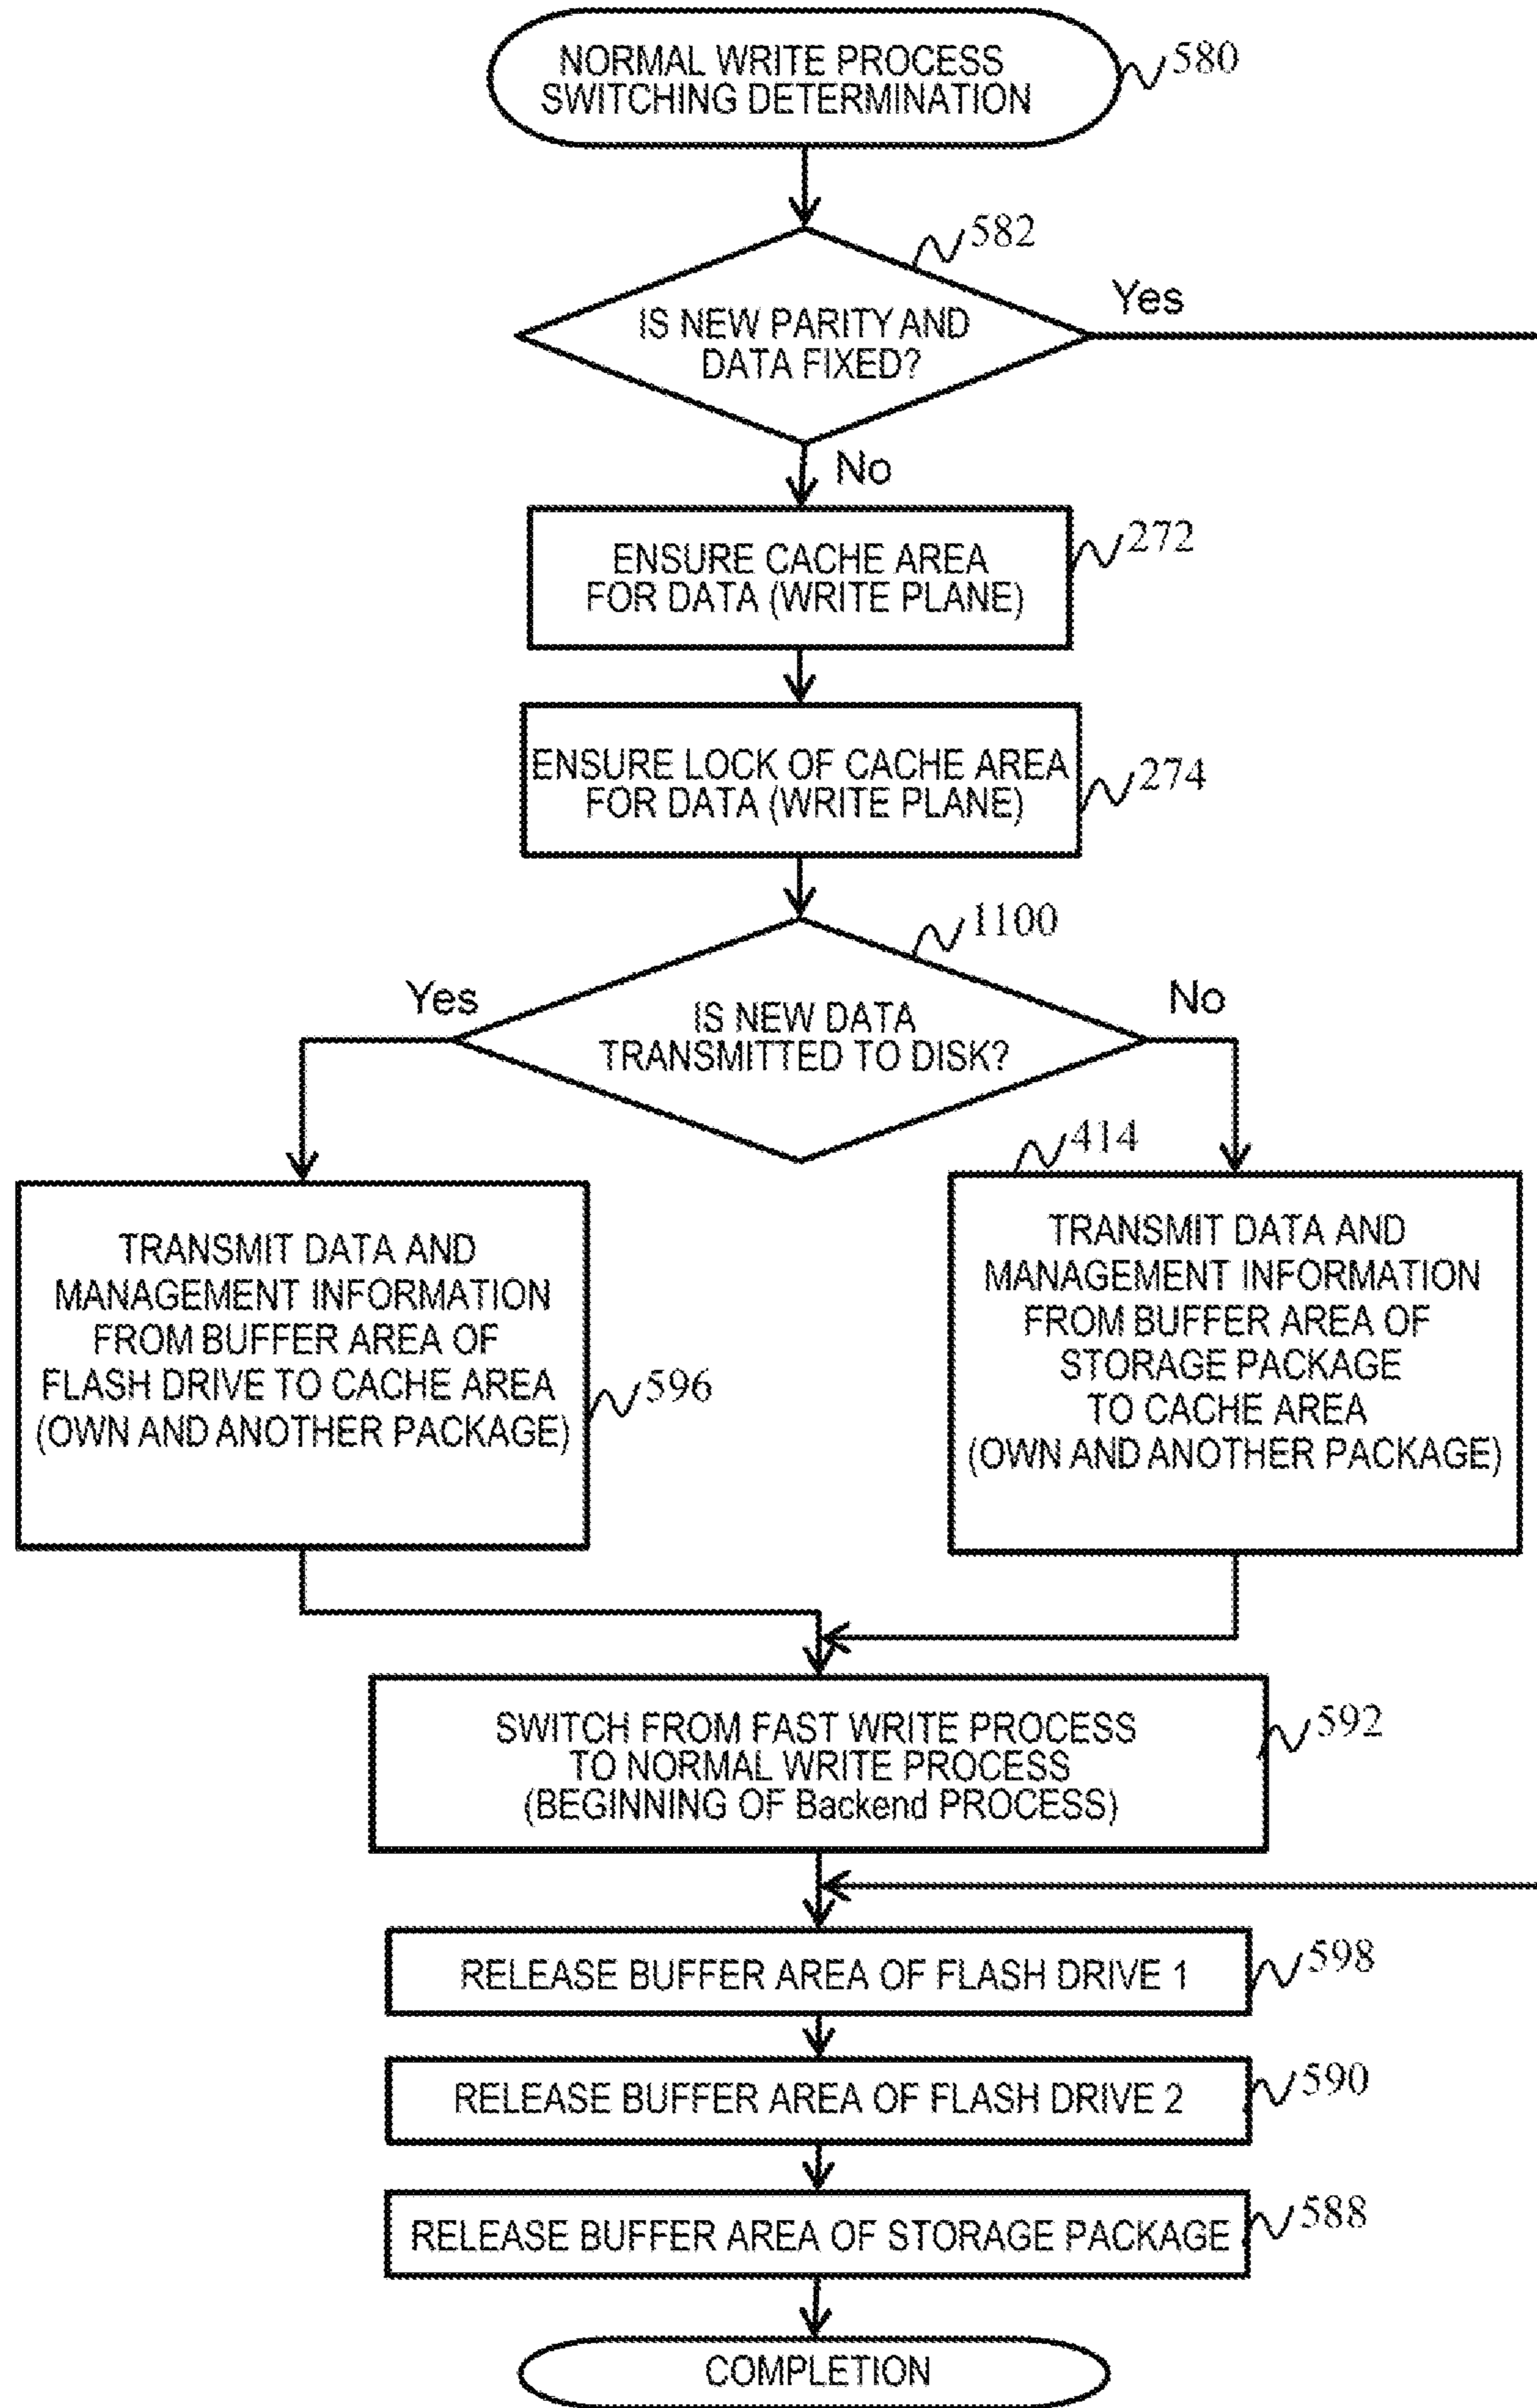 NORMAL WRITE PROCESS
SWITCHING DETERMINATION
580
582
IS NEW PARITY AND
DATA FIXED?
Yes
No
ENSURE CACHE AREA
FOR DATA (WRITE PLANE)
272
ENSURE LOCK OF CACHE AREA
FOR DATA (WRITE PLANE)
274
1100
Yes
IS NEW DATA
TRANSMITTED TO DISK?
No
TRANSMIT DATA AND
MANAGEMENT INFORMATION
FROM BUFFER AREA OF
FLASH DRIVE TO CACHE AREA
(OWN AND ANOTHER PACKAGE)
596
414
TRANSMIT DATA AND
MANAGEMENT INFORMATION
FROM BUFFER AREA OF
STORAGE PACKAGE
TO CACHE AREA
(OWN AND ANOTHER PACKAGE)
SWITCH FROM FAST WRITE PROCESS
TO NORMAL WRITE PROCESS
(BEGINNING OF Backend PROCESS)
592
RELEASE BUFFER AREA OF FLASH DRIVE 1
598
RELEASE BUFFER AREA OF FLASH DRIVE 2
590
RELEASE BUFFER AREA OF STORAGE PACKAGE
588
COMPLETION